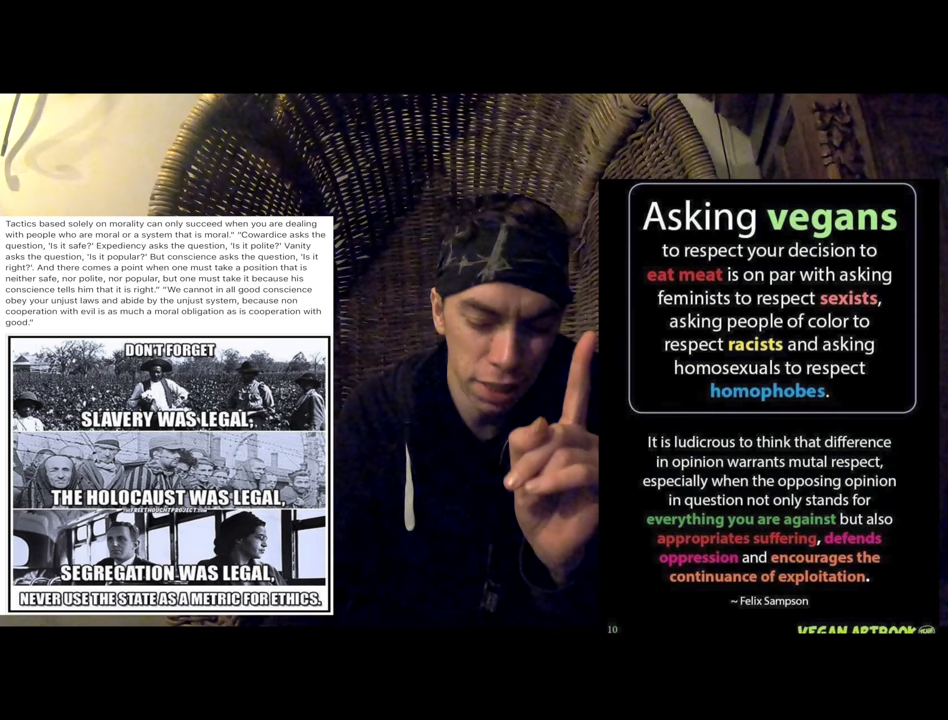 Tactics based solely on morality can only succeed when you are dealing
with people who are moral or a system that is moral." "Cowardice asks the
question, 'Is it safe?' Expediency asks the question, 'Is it polite?' Vanity
asks the question, 'Is it popular?' But conscience asks the question, 'Is it
right?'. And there comes a point when one must take a position that is
neither safe, nor polite, nor popular, but one must take it because his
conscience tells him that it is right." "We cannot in all good conscience
obey your unjust laws and abide by the unjust system, because non
cooperation with evil is as much a moral obligation as is cooperation with
good."
DON'T FORGET
SLAVERY WAS LEGAL,
THE HOLOCAUST WAS LEGAL,
SEGREGATION WAS LEGAL,
NEVER USE THE STATE AS A METRIC FOR ETHICS.
Asking vegans
to respect your decision to
eat meat is on par with asking
feminists to respect sexists,
asking people of color to
respect racists and asking
homosexuals to respect
homophobes.
It is ludicrous to think that difference
in opinion warrants mutal respect,
especially when the opposing opinion
in question not only stands for
everything you are against but also
appropriates suffering, defends
oppression and encourages the
continuance of exploitation.
~ Felix Sampson
10
VEGAN ARTBOOK